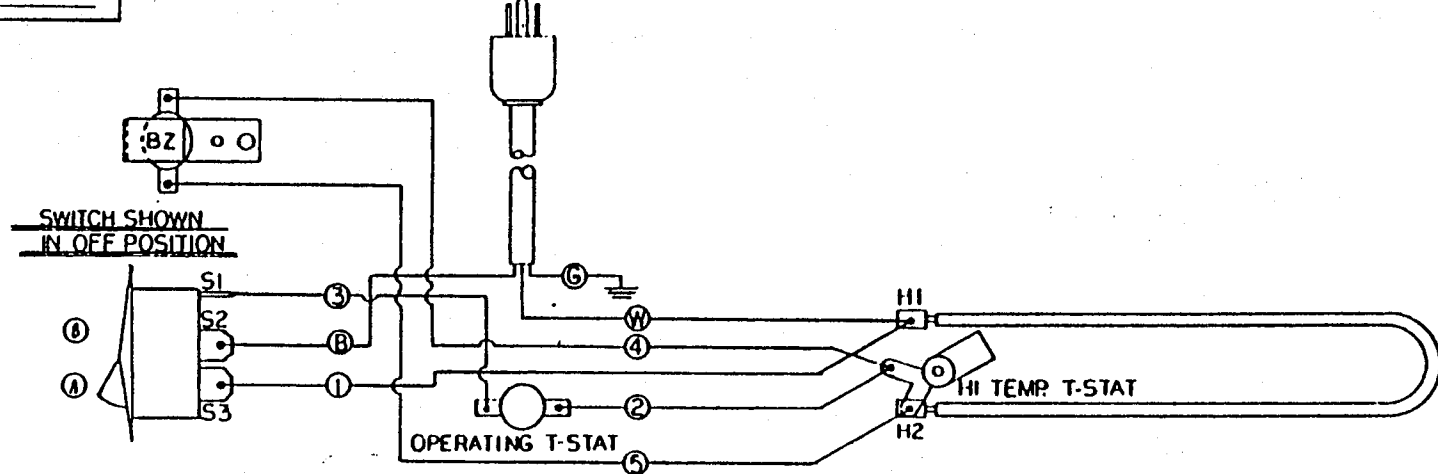 BZ
SWITCH SHOWN
IN OFF POSITION
S1
S2
S3
B
A
3
B
1
G
W
4
2
5
OPERATING T-STAT
H1
HI TEMP. T-STAT
H2